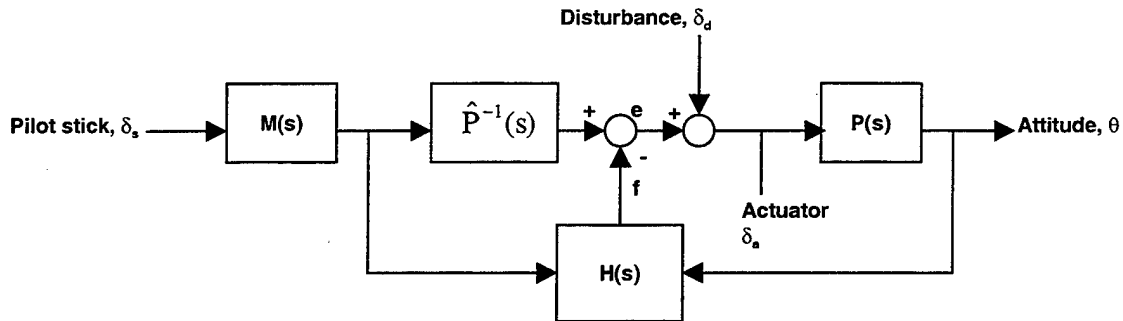 Disturbance, δd
Pilot stick, δs
M(s)
P̂⁻¹(s)
+
e
+
P(s)
Attitude, θ
-
f
Actuator
δa
H(s)